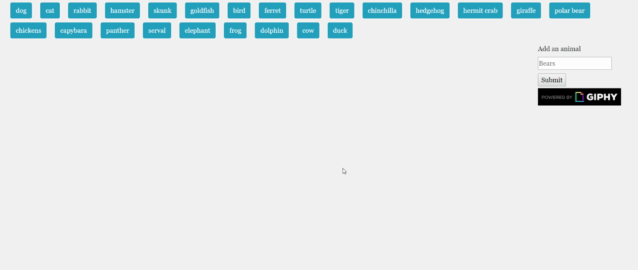 dog cat rabbit hamster skunk goldfish bird ferret turtle tiger chinchilla hedgehog hermit crab giraffe polar bear
chickens capybara panther serval elephant frog dolphin cow duck
Add an animal
Bears
Submit
POWERED BY GIPHY